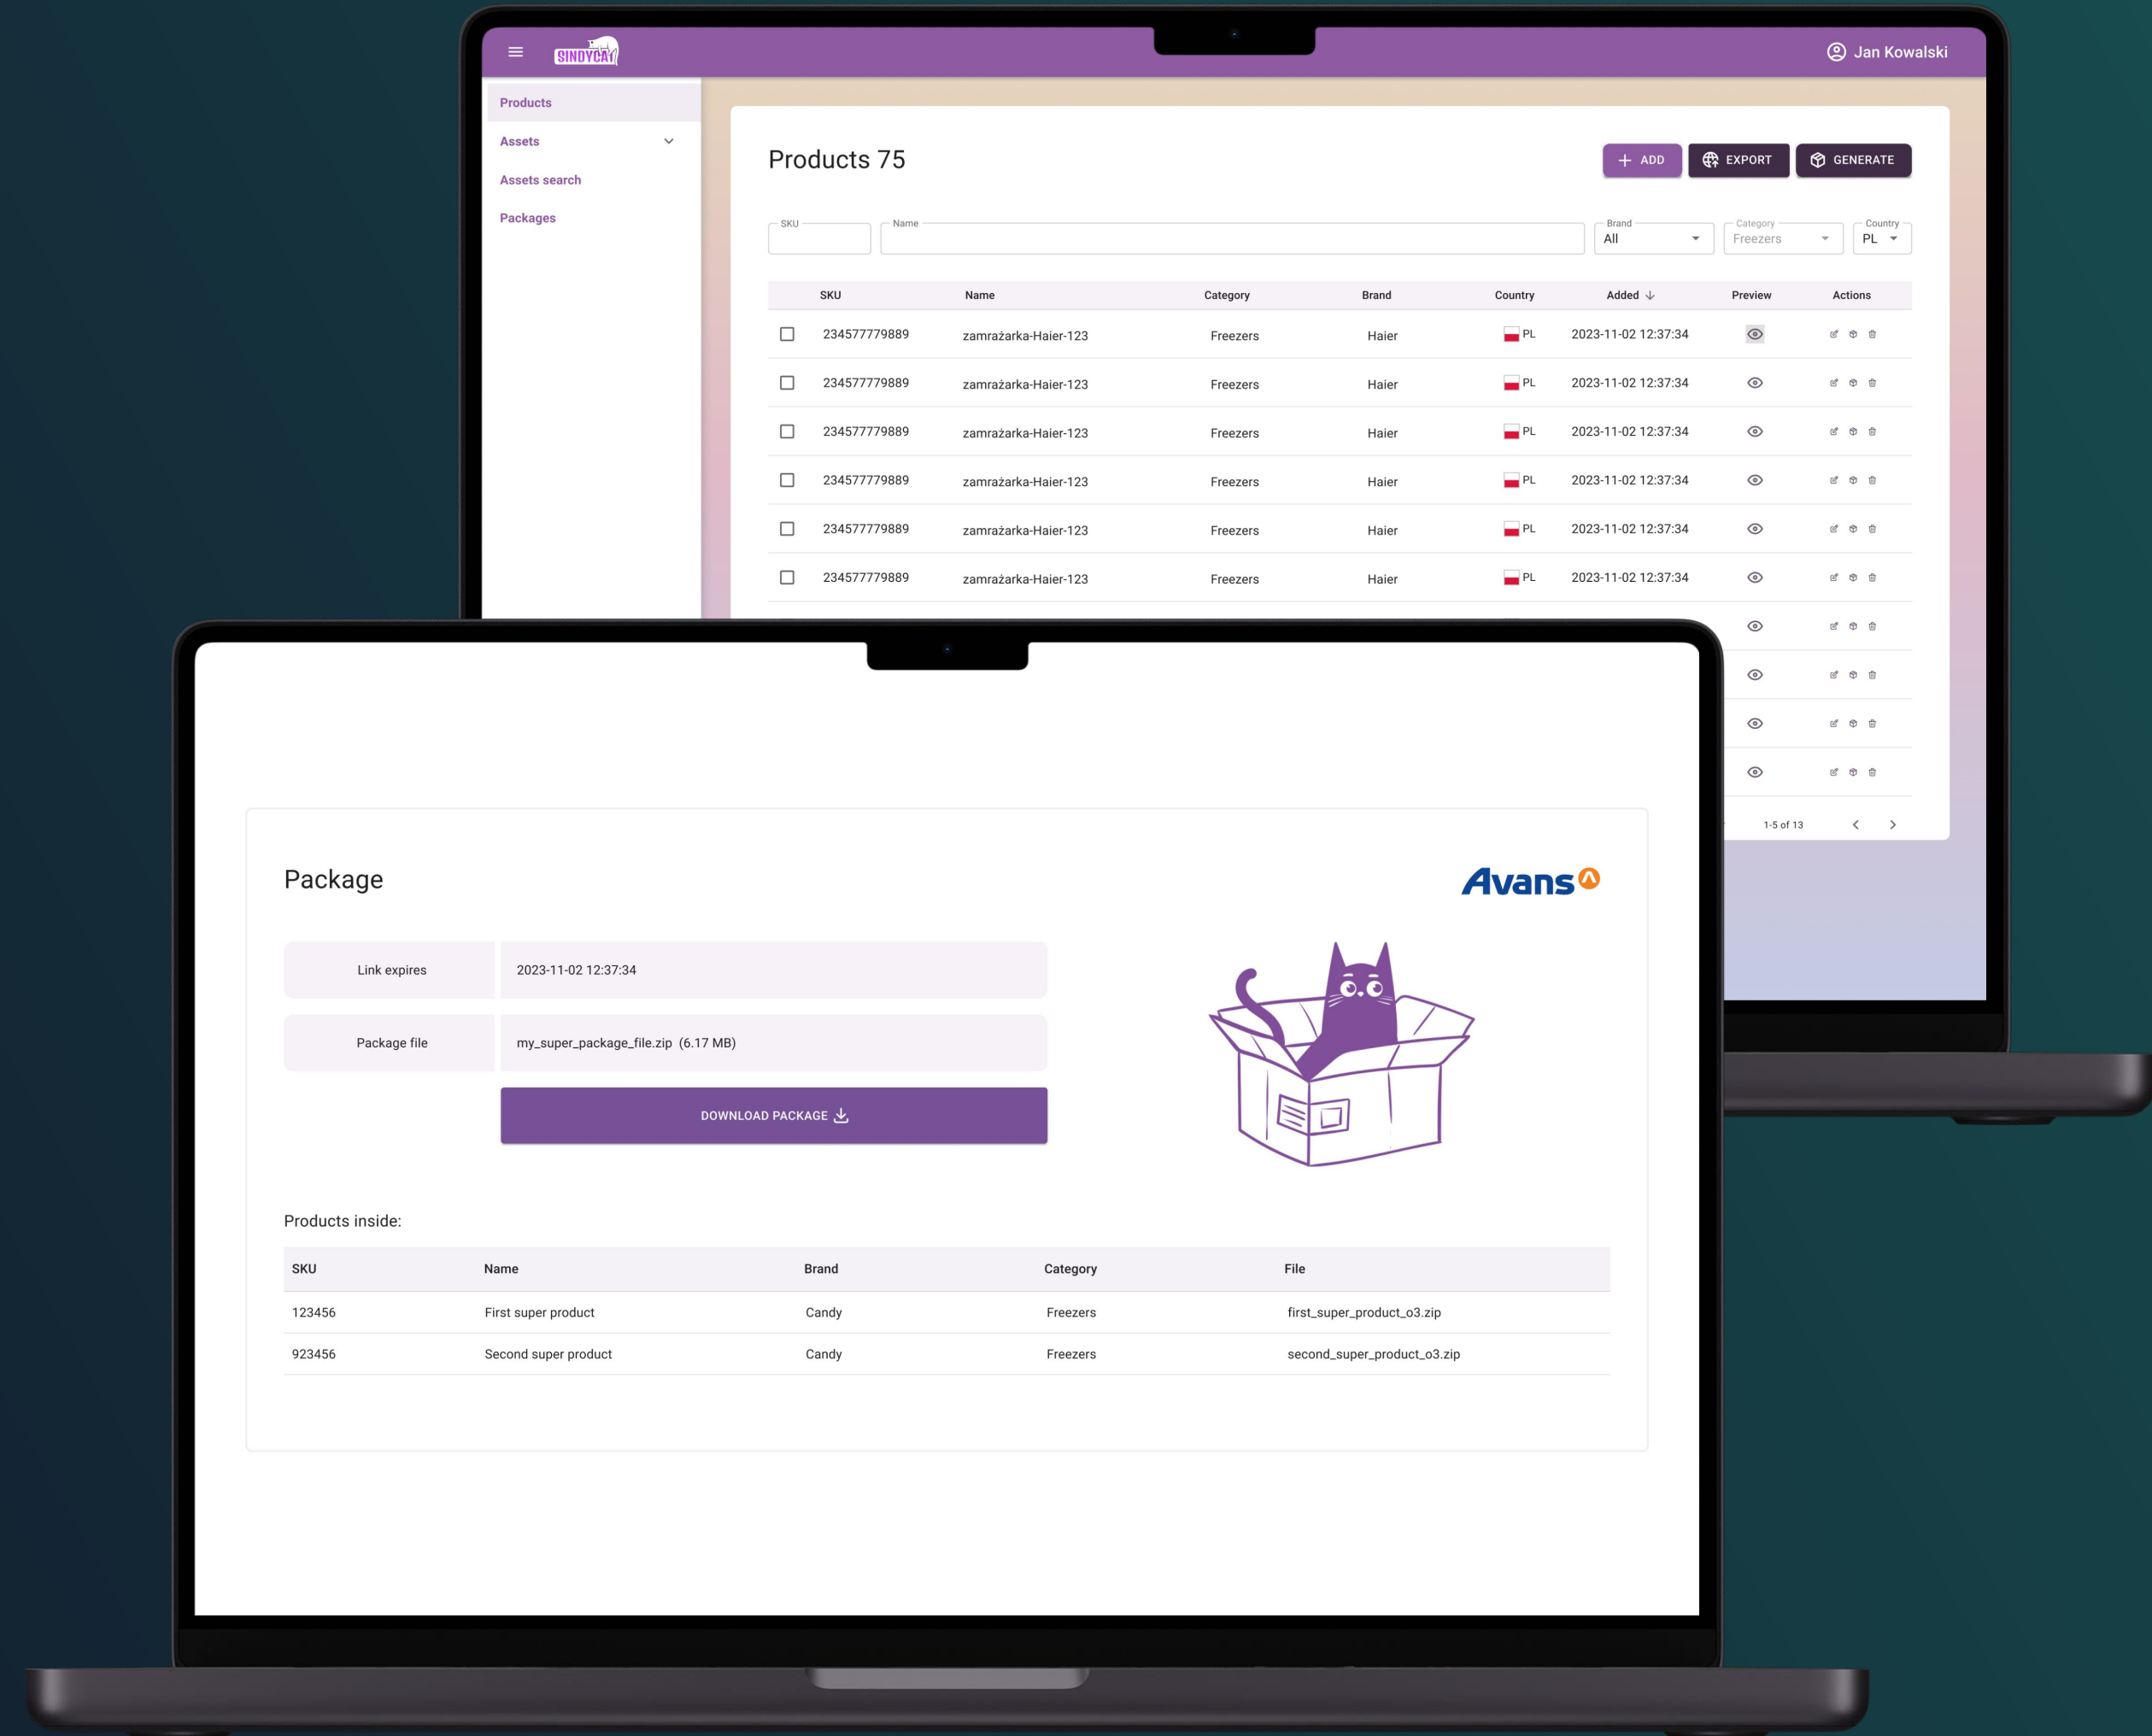 SINDYCAT
Jan Kowalski
Products
Assets
Assets search
Packages
Products 75
ADD
EXPORT
GENERATE
SKU
Name
Brand
Category
Country
All
Freezers
PL
SKU Name Category Brand Country Added Preview Actions
234577779889 zamrażarka-Haier-123 Freezers Haier PL 2023-11-02 12:37:34
234577779889 zamrażarka-Haier-123 Freezers Haier PL 2023-11-02 12:37:34
234577779889 zamrażarka-Haier-123 Freezers Haier PL 2023-11-02 12:37:34
234577779889 zamrażarka-Haier-123 Freezers Haier PL 2023-11-02 12:37:34
234577779889 zamrażarka-Haier-123 Freezers Haier PL 2023-11-02 12:37:34
234577779889 zamrażarka-Haier-123 Freezers Haier PL 2023-11-02 12:37:34
1-5 of 13
Package
Avans
Link expires 2023-11-02 12:37:34
Package file my_super_package_file.zip (6.17 MB)
DOWNLOAD PACKAGE
Products inside:
SKU Name Brand Category File
123456 First super product Candy Freezers first_super_product_o3.zip
923456 Second super product Candy Freezers second_super_product_o3.zip